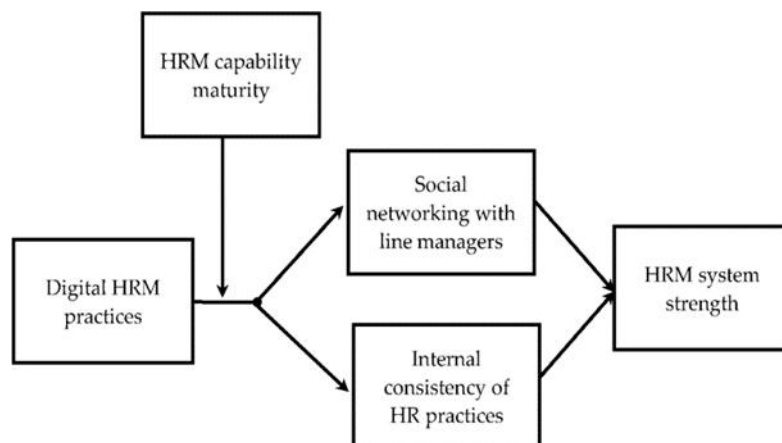 HRM capability
maturity
Social
networking with
line managers
Digital HRM
practices
HRM system
strength
Internal
consistency of
HR practices